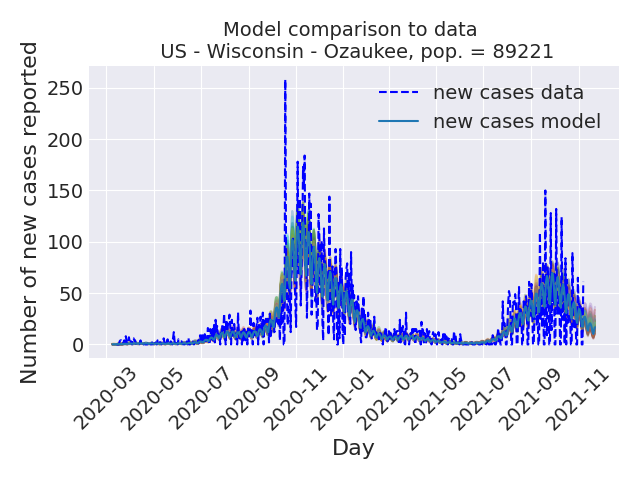 Model comparison to data
US - Wisconsin - Ozaukee, pop. = 89221
Number of new cases reported
250
200
150
100
50
0
new cases data
new cases model
2020-03
2020-05
2020-07
2020-09
2020-11
2021-01
2021-03
2021-05
2021-07
2021-09
2021-11
Day